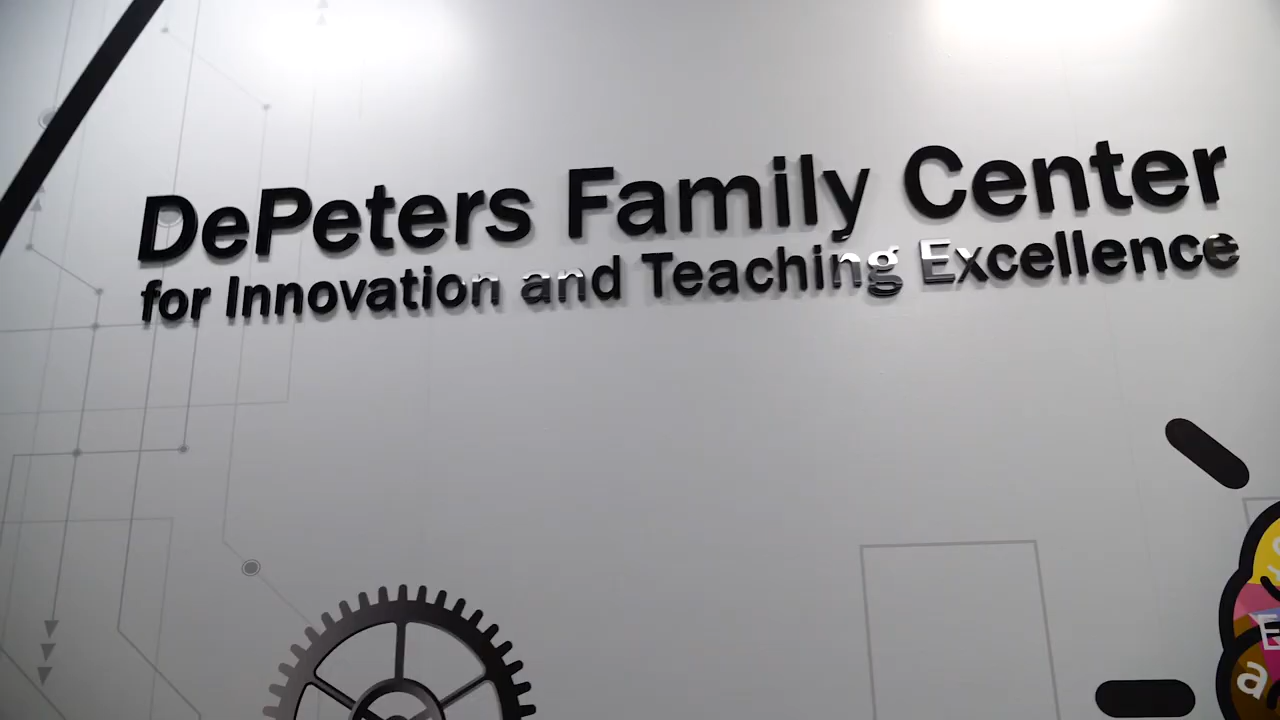 DePeters Family Center
for Innovation and Teaching Excellence
E
a